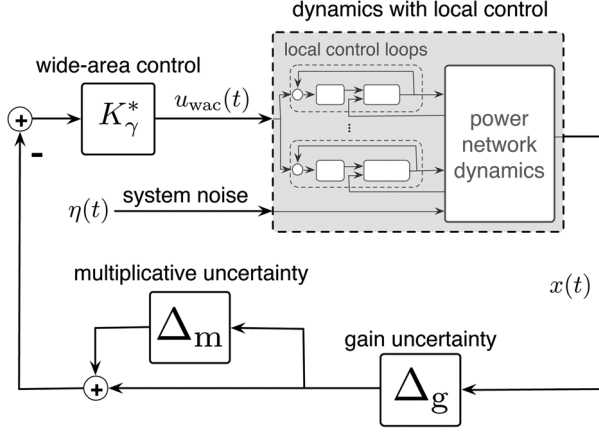 dynamics with local control
local control loops
wide-area control
+
K*γ
u_wac(t)
...
power
network
dynamics
-
system noise
η(t)
multiplicative uncertainty
x(t)
Δm
gain uncertainty
+
Δg